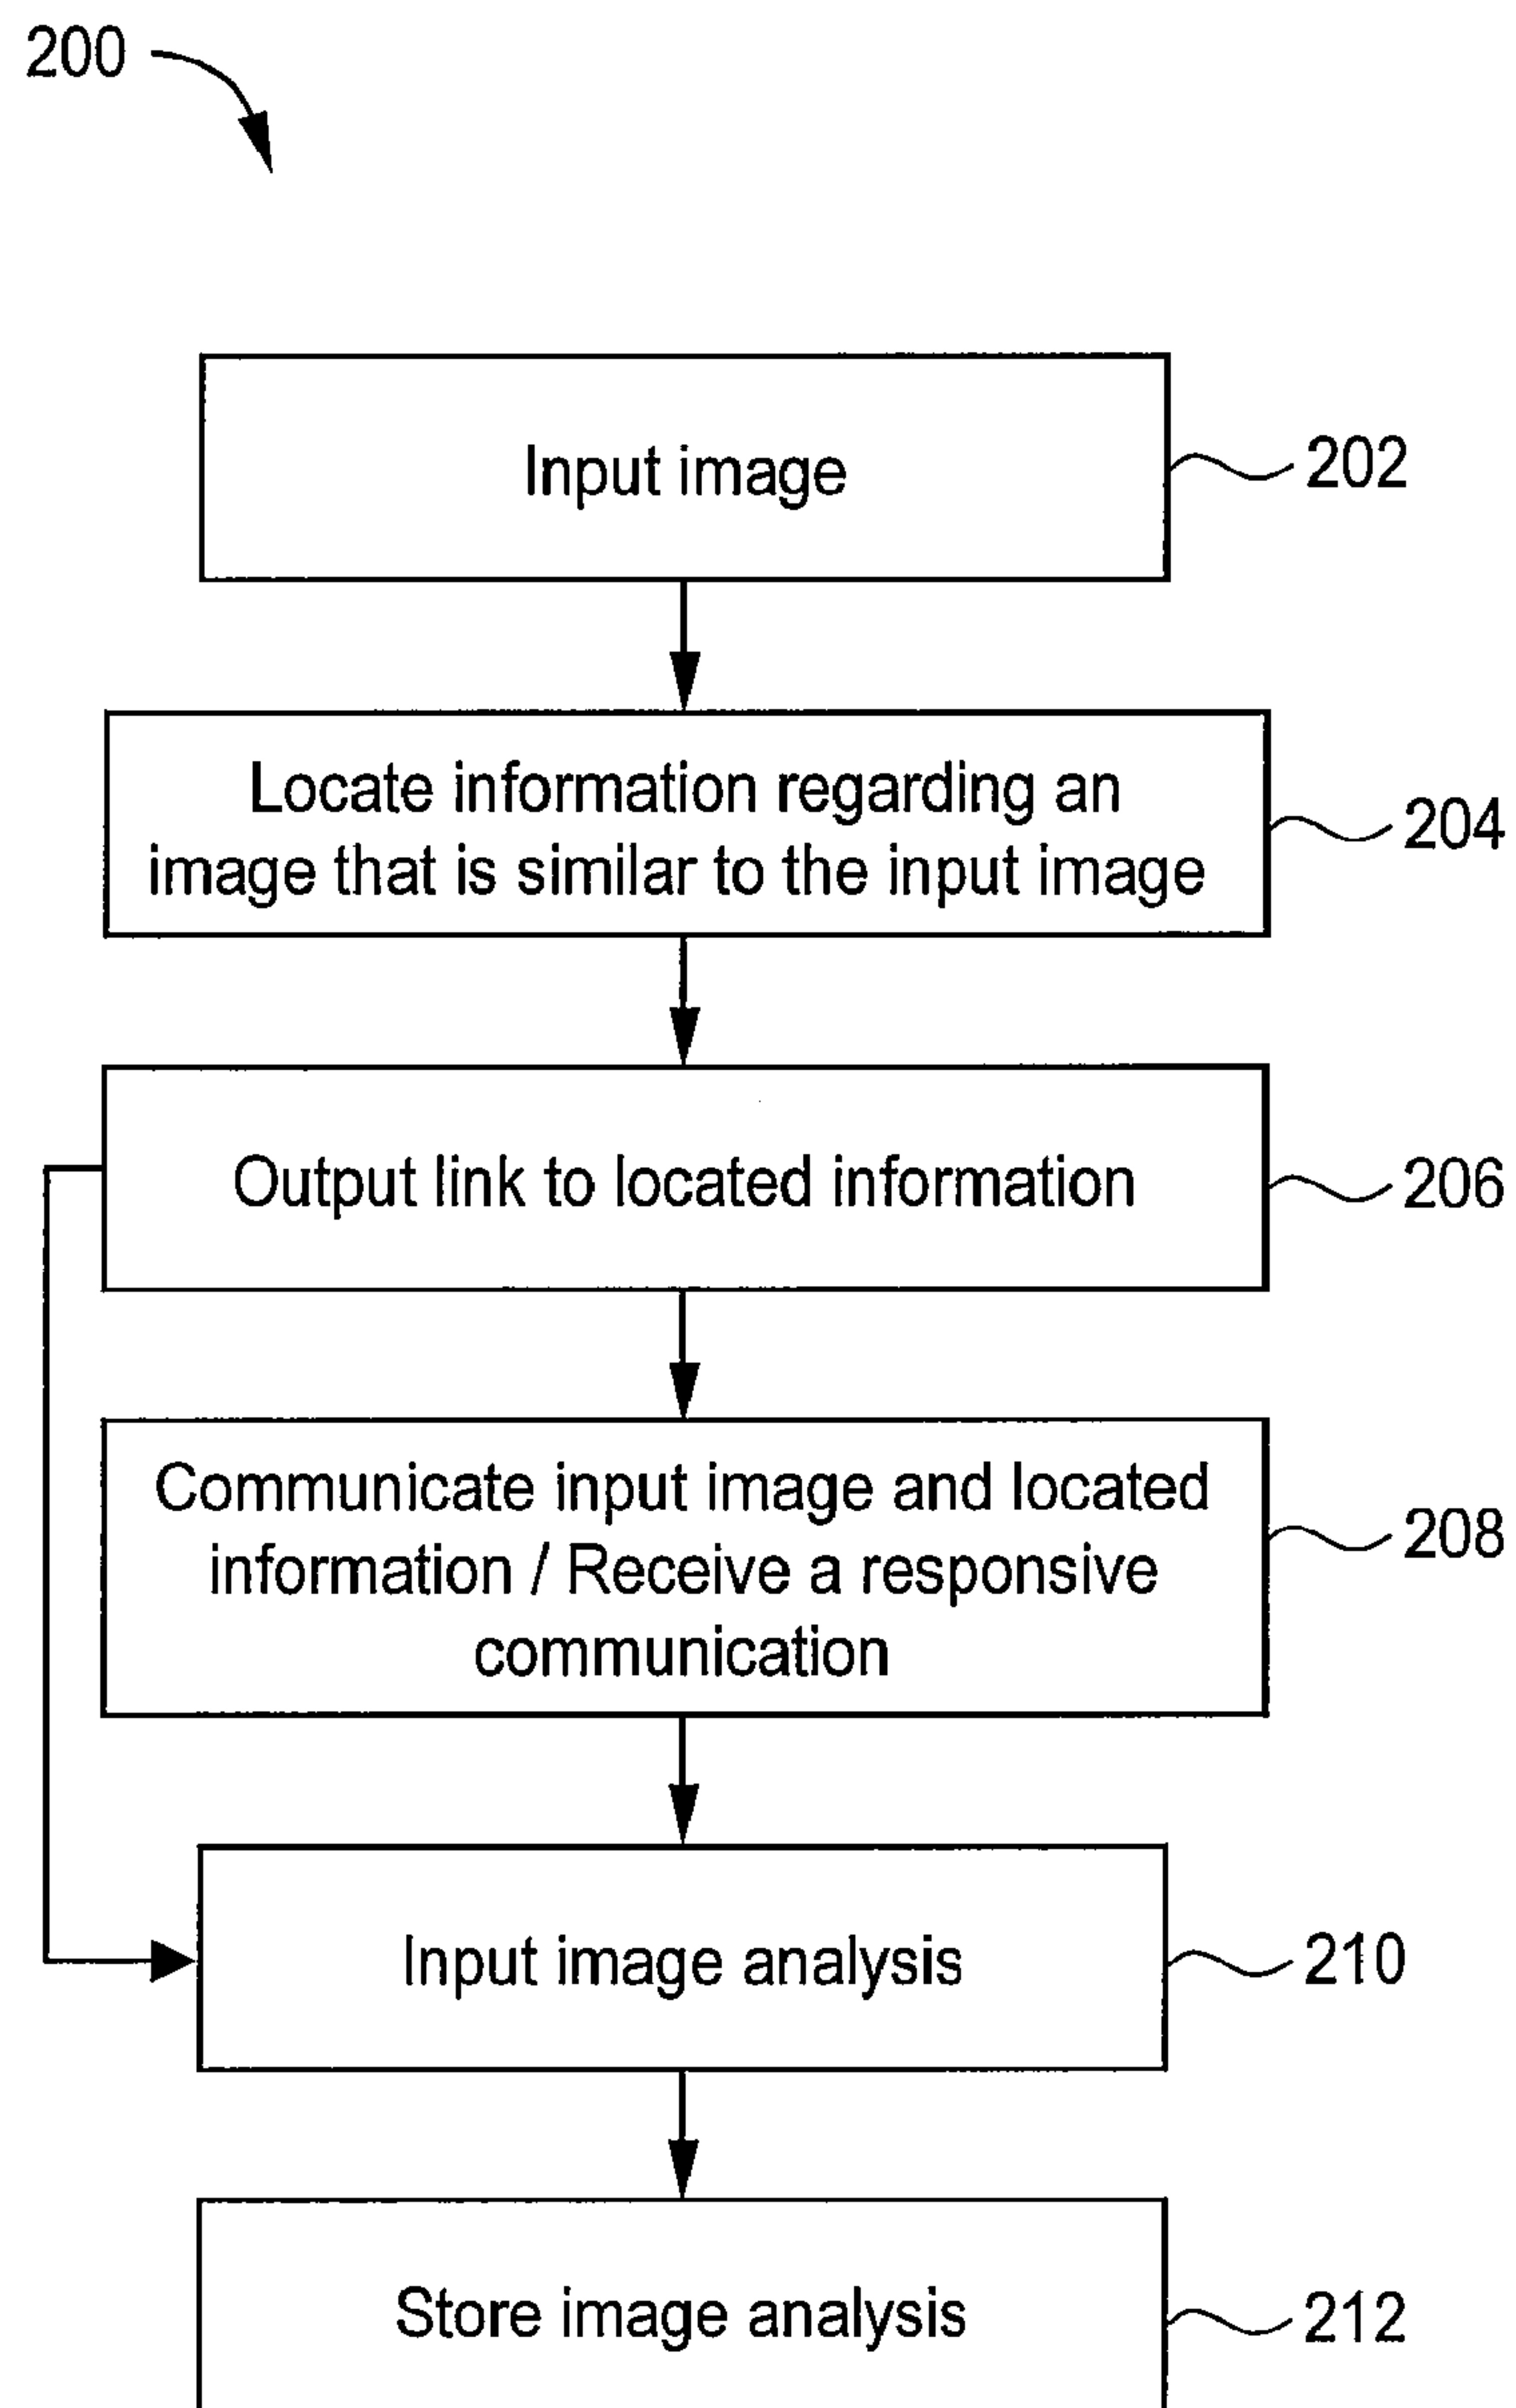 200
Input image
202
Locate information regarding an
image that is similar to the input image
204
Output link to located information
206
Communicate input image and located
information / Receive a responsive
communication
208
Input image analysis
210
Store image analysis
212